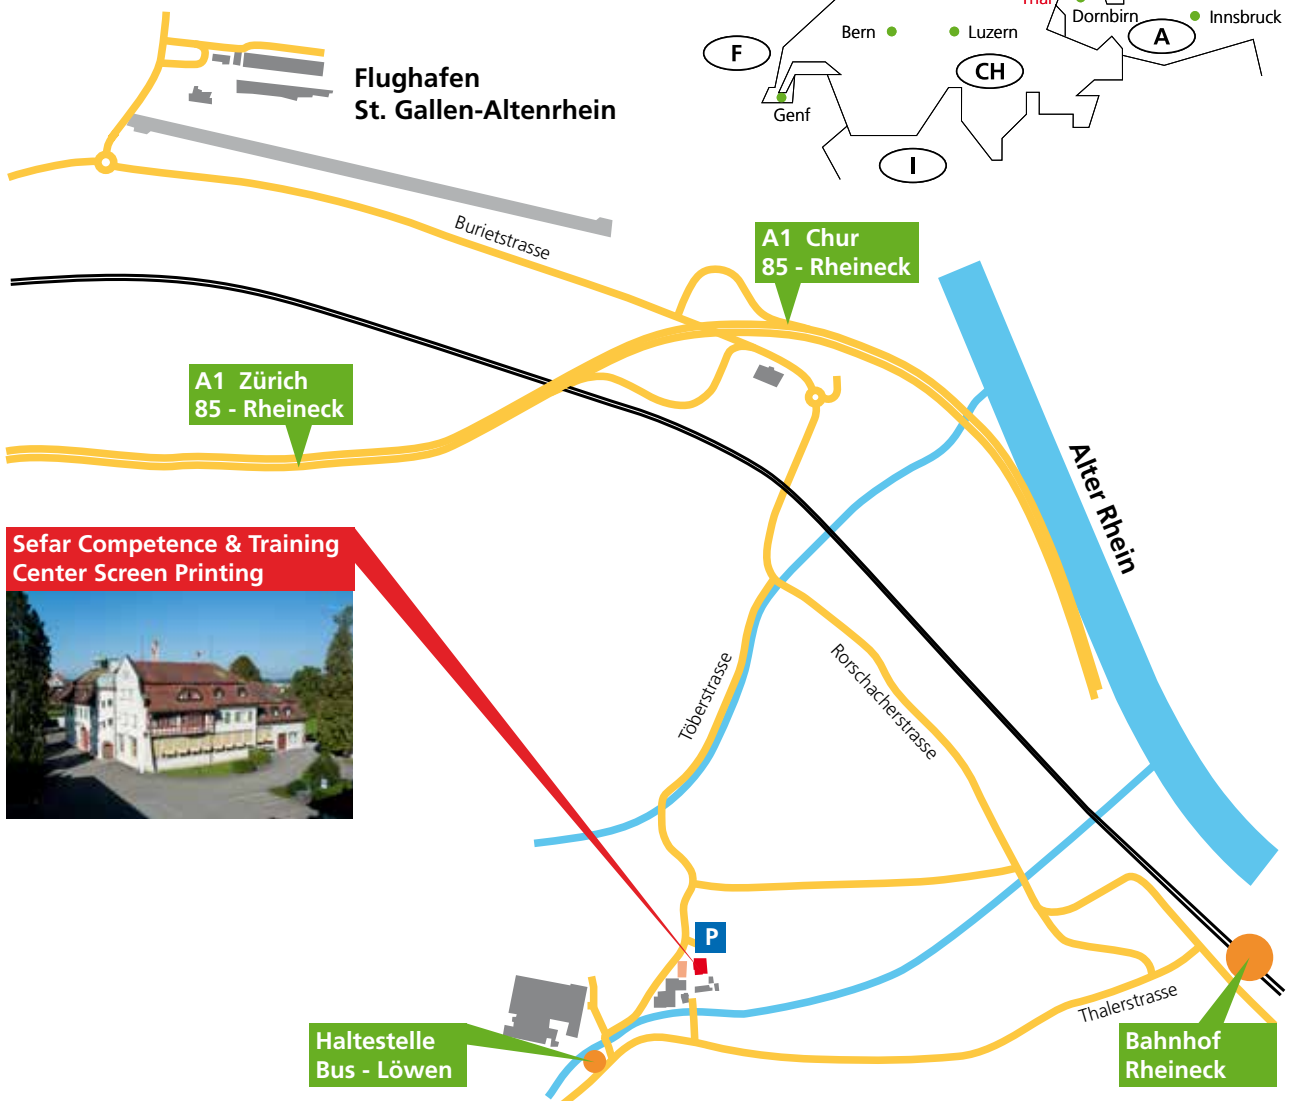 Thal
Dornbirn
Innsbruck
Bern
Luzern
A
F
CH
Genf
I
Flughafen
St. Gallen-Altenrhein
Burietstrasse
A1 Chur
85 - Rheineck
A1 Zürich
85 - Rheineck
Alter Rhein
Sefar Competence & Training
Center Screen Printing
Töberstrasse
Rorschacherstrasse
P
Thalerstrasse
Haltestelle
Bus - Löwen
Bahnhof
Rheineck